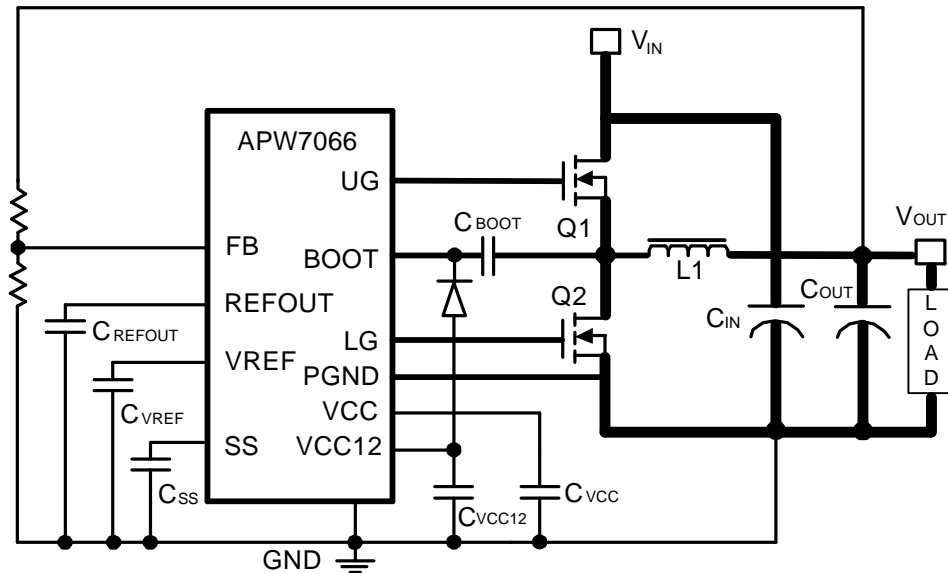 VIN
APW7066
UG
CBOOT
Q1
VOUT
FB
BOOT
L1
REFOUT
Q2
CIN
COUT
LOAD
CREFOUT
LG
VREF
PGND
CVREF
VCC
SS
VCC12
CSS
CVCC12
CVCC
GND